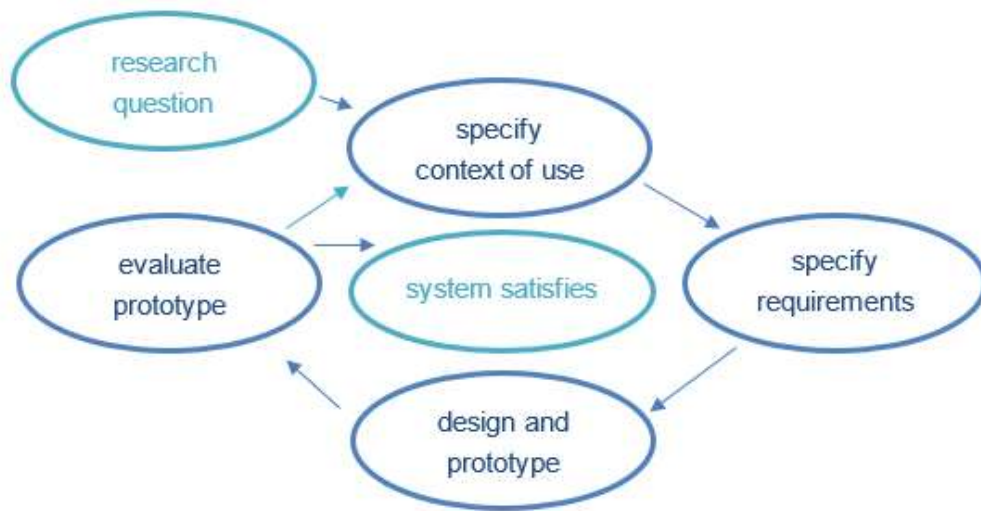 research
question
specify
context of use
evaluate
prototype
system satisfies
specify
requirements
design and
prototype